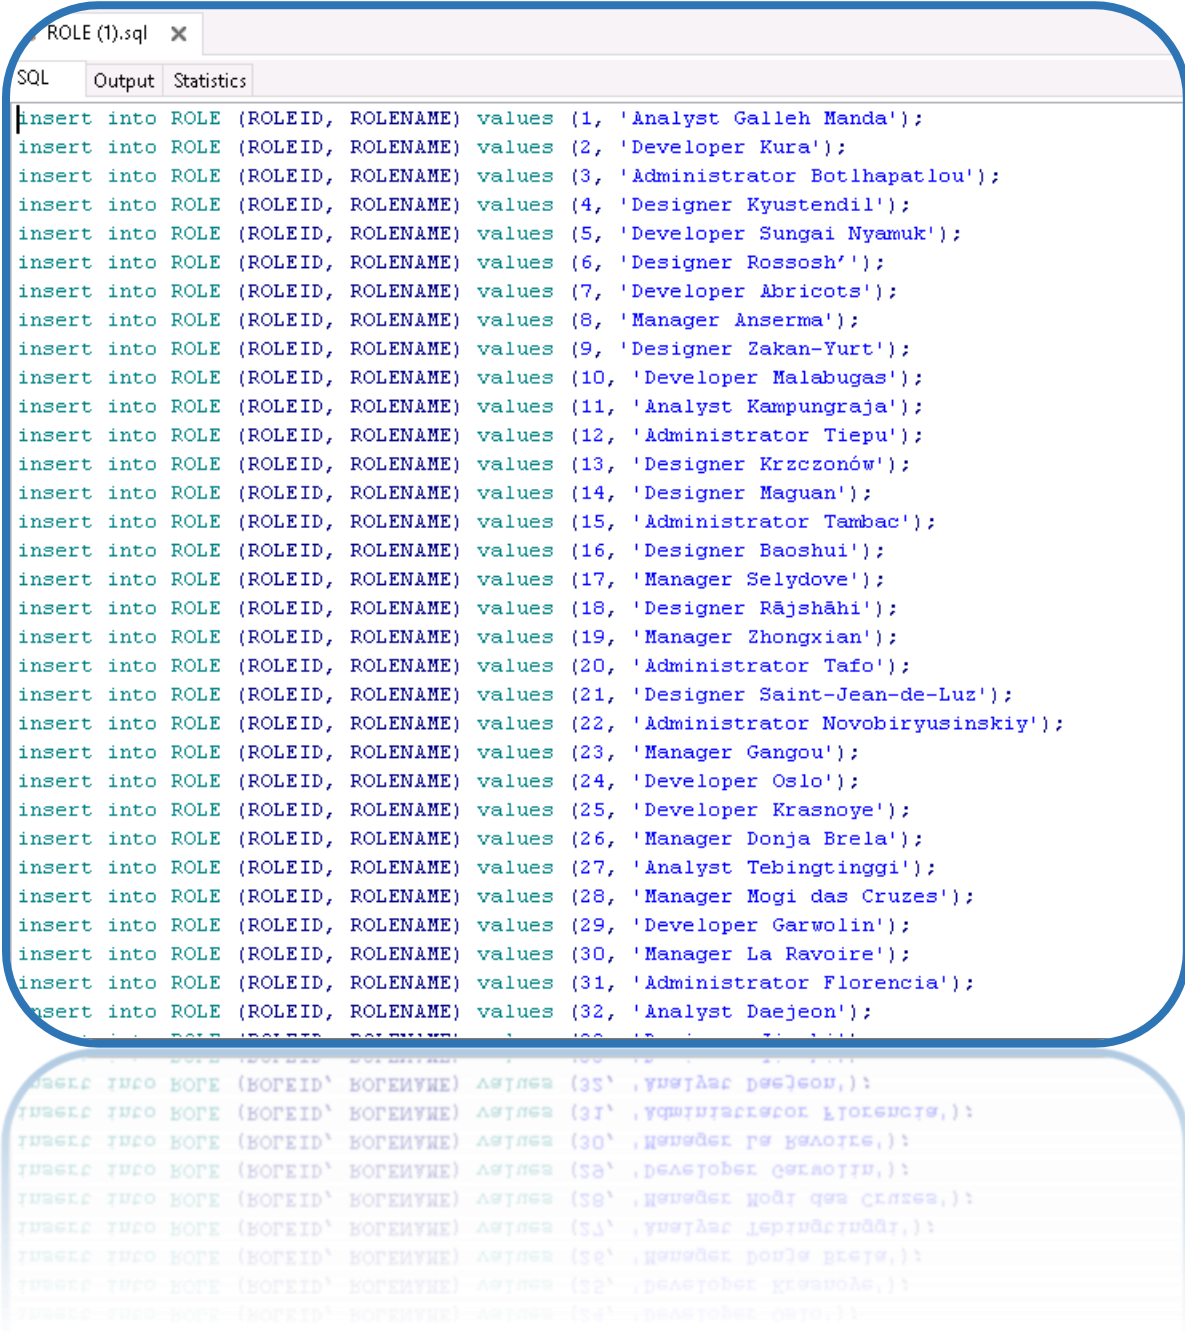 ROLE (1).sql
SQL Output Statistics
insert into ROLE (ROLEID, ROLENAME) values (1, 'Analyst Galleh Manda');
insert into ROLE (ROLEID, ROLENAME) values (2, 'Developer Kura');
insert into ROLE (ROLEID, ROLENAME) values (3, 'Administrator Botlhapatlou');
insert into ROLE (ROLEID, ROLENAME) values (4, 'Designer Kyustendil');
insert into ROLE (ROLEID, ROLENAME) values (5, 'Developer Sungai Nyamuk');
insert into ROLE (ROLEID, ROLENAME) values (6, 'Designer Rossosh’');
insert into ROLE (ROLEID, ROLENAME) values (7, 'Developer Abricots');
insert into ROLE (ROLEID, ROLENAME) values (8, 'Manager Anserma');
insert into ROLE (ROLEID, ROLENAME) values (9, 'Designer Zakan-Yurt');
insert into ROLE (ROLEID, ROLENAME) values (10, 'Developer Malabugas');
insert into ROLE (ROLEID, ROLENAME) values (11, 'Analyst Kampungraja');
insert into ROLE (ROLEID, ROLENAME) values (12, 'Administrator Tiepu');
insert into ROLE (ROLEID, ROLENAME) values (13, 'Designer Krzczonów');
insert into ROLE (ROLEID, ROLENAME) values (14, 'Designer Maguan');
insert into ROLE (ROLEID, ROLENAME) values (15, 'Administrator Tambac');
insert into ROLE (ROLEID, ROLENAME) values (16, 'Designer Baoshui');
insert into ROLE (ROLEID, ROLENAME) values (17, 'Manager Selydove');
insert into ROLE (ROLEID, ROLENAME) values (18, 'Designer Rājshāhi');
insert into ROLE (ROLEID, ROLENAME) values (19, 'Manager Zhongxian');
insert into ROLE (ROLEID, ROLENAME) values (20, 'Administrator Tafo');
insert into ROLE (ROLEID, ROLENAME) values (21, 'Designer Saint-Jean-de-Luz');
insert into ROLE (ROLEID, ROLENAME) values (22, 'Administrator Novobiryusinskiy');
insert into ROLE (ROLEID, ROLENAME) values (23, 'Manager Gangou');
insert into ROLE (ROLEID, ROLENAME) values (24, 'Developer Oslo');
insert into ROLE (ROLEID, ROLENAME) values (25, 'Developer Krasnoye');
insert into ROLE (ROLEID, ROLENAME) values (26, 'Manager Donja Brela');
insert into ROLE (ROLEID, ROLENAME) values (27, 'Analyst Tebingtinggi');
insert into ROLE (ROLEID, ROLENAME) values (28, 'Manager Mogi das Cruzes');
insert into ROLE (ROLEID, ROLENAME) values (29, 'Developer Garwolin');
insert into ROLE (ROLEID, ROLENAME) values (30, 'Manager La Ravoire');
insert into ROLE (ROLEID, ROLENAME) values (31, 'Administrator Florencia');
insert into ROLE (ROLEID, ROLENAME) values (32, 'Analyst Daejeon');